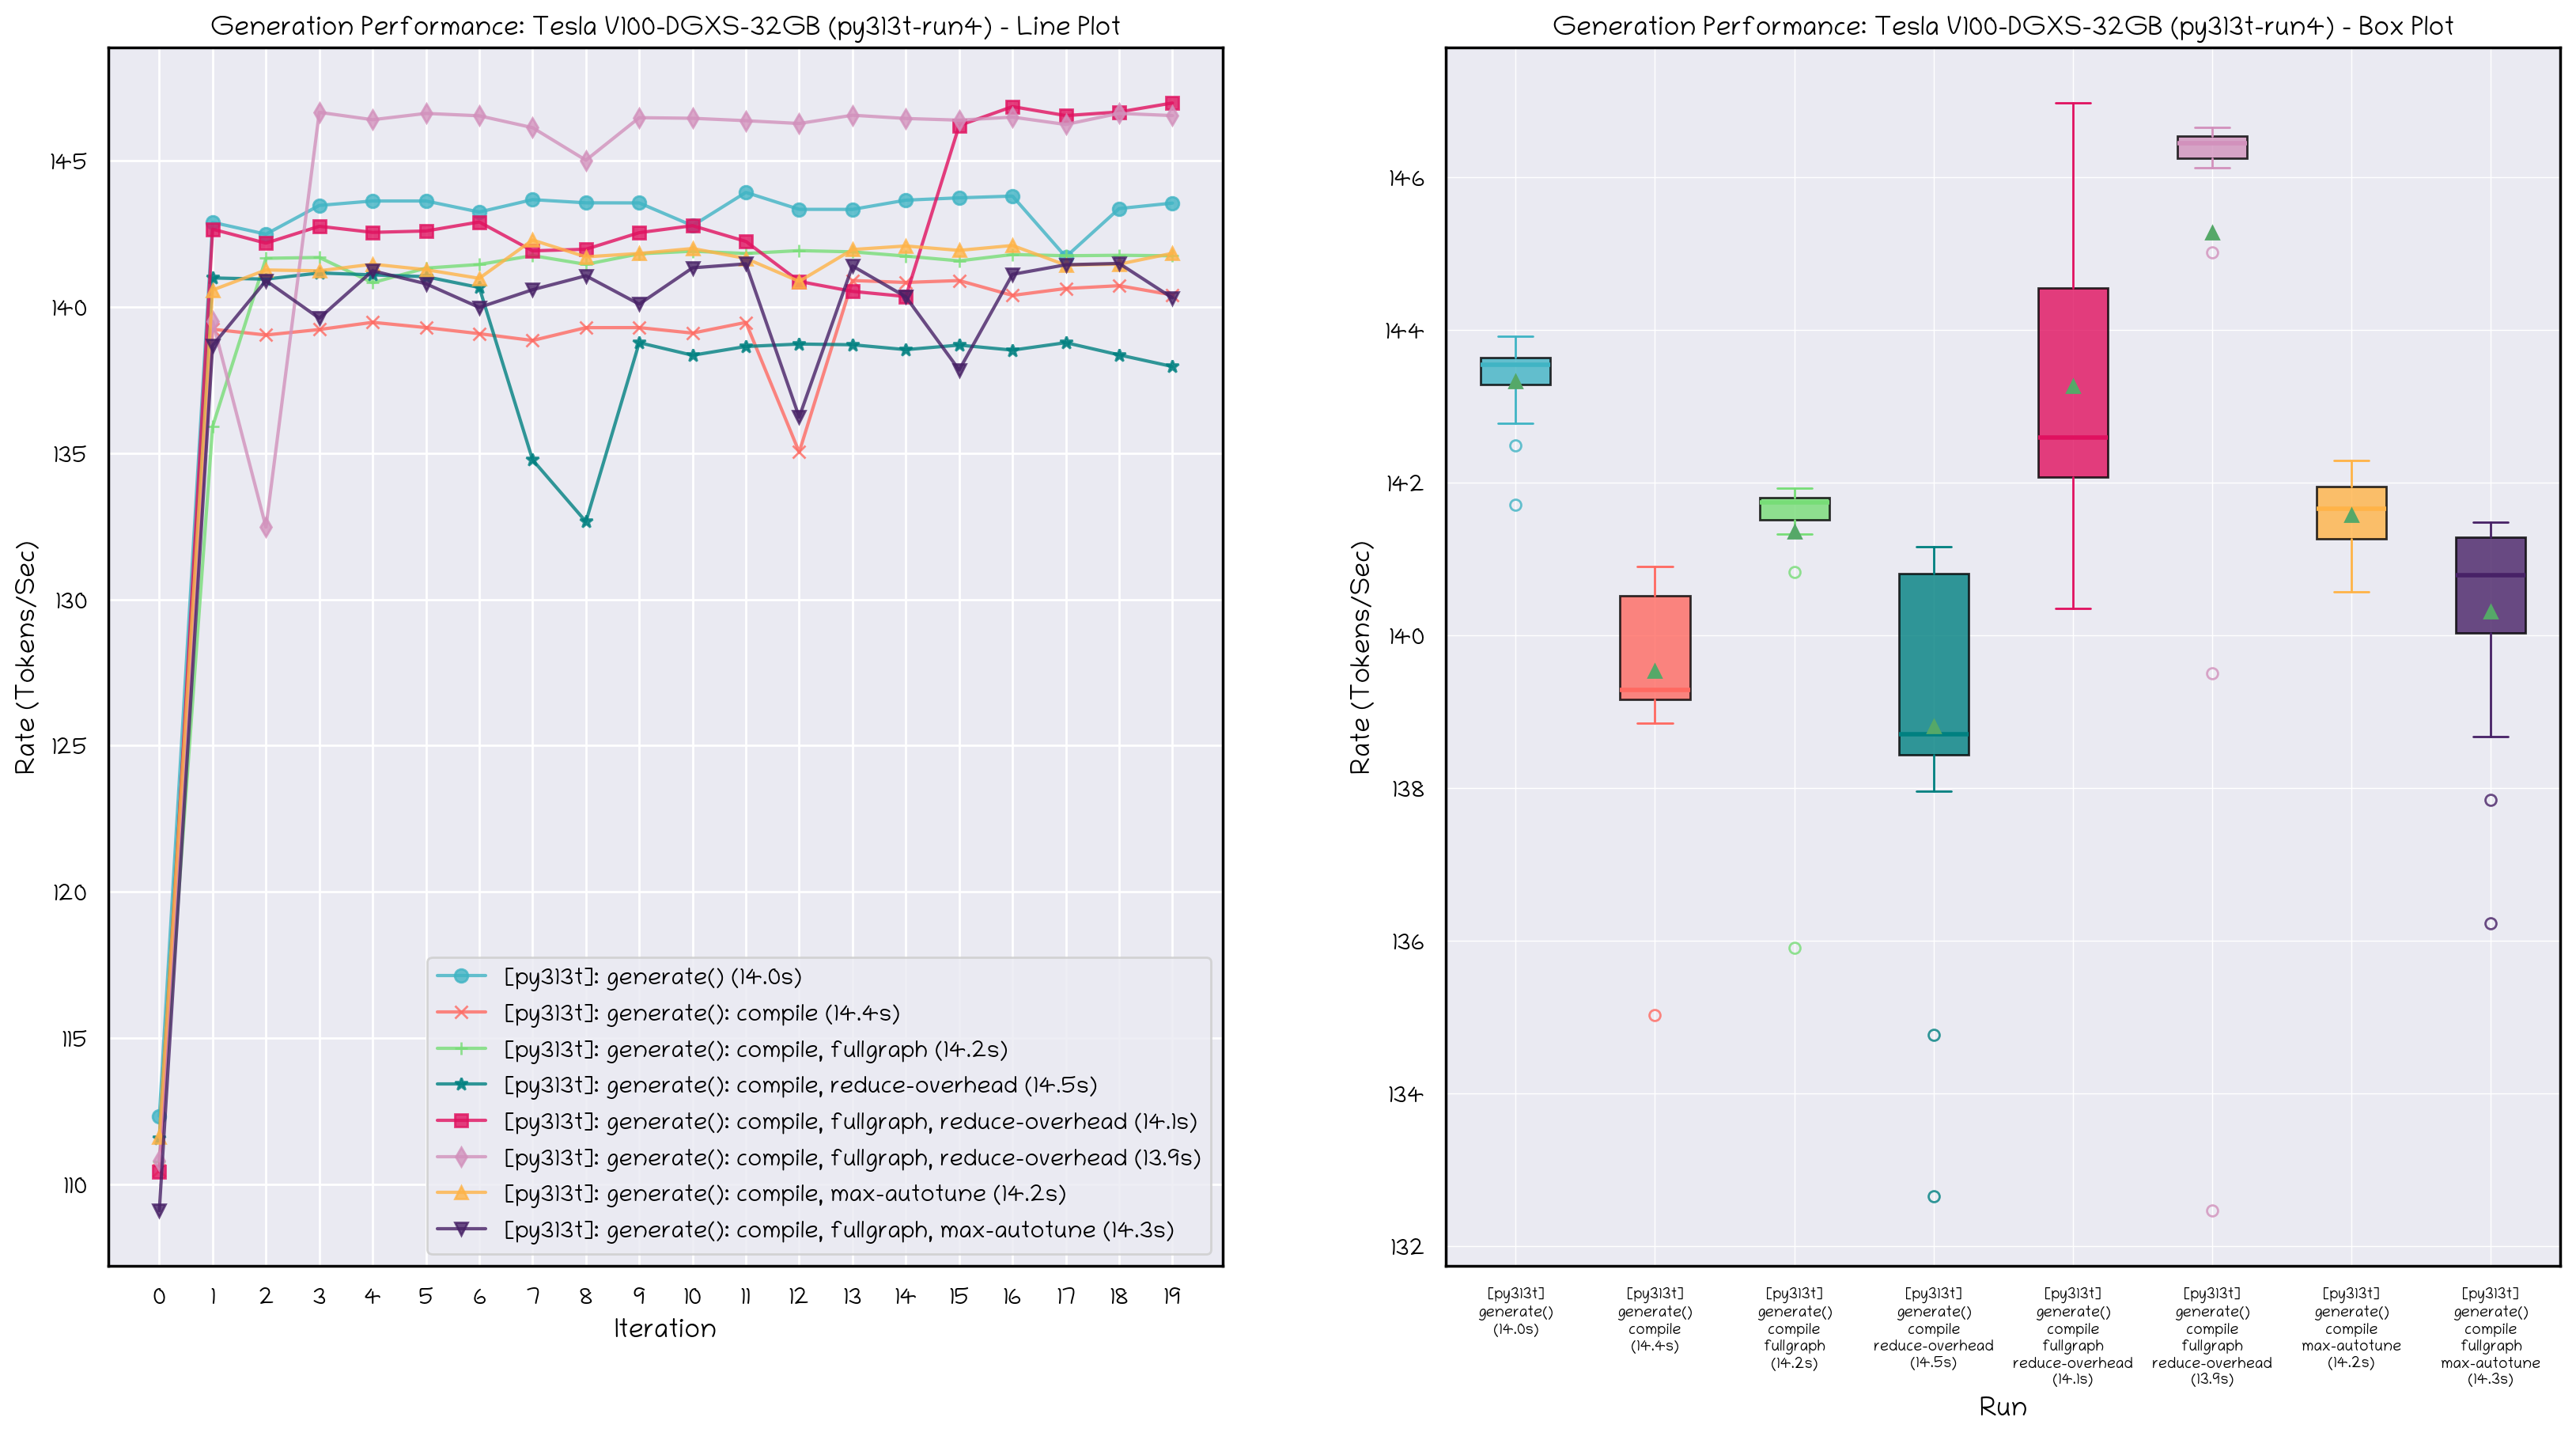 Generation Performance: Tesla V100-DGXS-32GB (py313t-run4) - Line Plot
Rate (Tokens/Sec)
145
140
135
130
125
120
115
110
[py313t]: generate() (14.0s)
[py313t]: generate(): compile (14.4s)
[py313t]: generate(): compile, fullgraph (14.2s)
[py313t]: generate(): compile, reduce-overhead (14.5s)
[py313t]: generate(): compile, fullgraph, reduce-overhead (14.1s)
[py313t]: generate(): compile, fullgraph, reduce-overhead (13.9s)
[py313t]: generate(): compile, max-autotune (14.2s)
[py313t]: generate(): compile, fullgraph, max-autotune (14.3s)
0 1 2 3 4 5 6 7 8 9 10 11 12 13 14 15 16 17 18 19
Iteration
Generation Performance: Tesla V100-DGXS-32GB (py313t-run4) - Box Plot
Rate (Tokens/Sec)
146
144
142
140
138
136
134
132
[py313t]
generate()
(14.0s)
[py313t]
generate()
compile
(14.4s)
[py313t]
generate()
compile
fullgraph
(14.2s)
[py313t]
generate()
compile
reduce-overhead
(14.5s)
[py313t]
generate()
compile
fullgraph
reduce-overhead
(14.1s)
[py313t]
generate()
compile
fullgraph
reduce-overhead
(13.9s)
[py313t]
generate()
compile
max-autotune
(14.2s)
[py313t]
generate()
compile
fullgraph
max-autotune
(14.3s)
Run